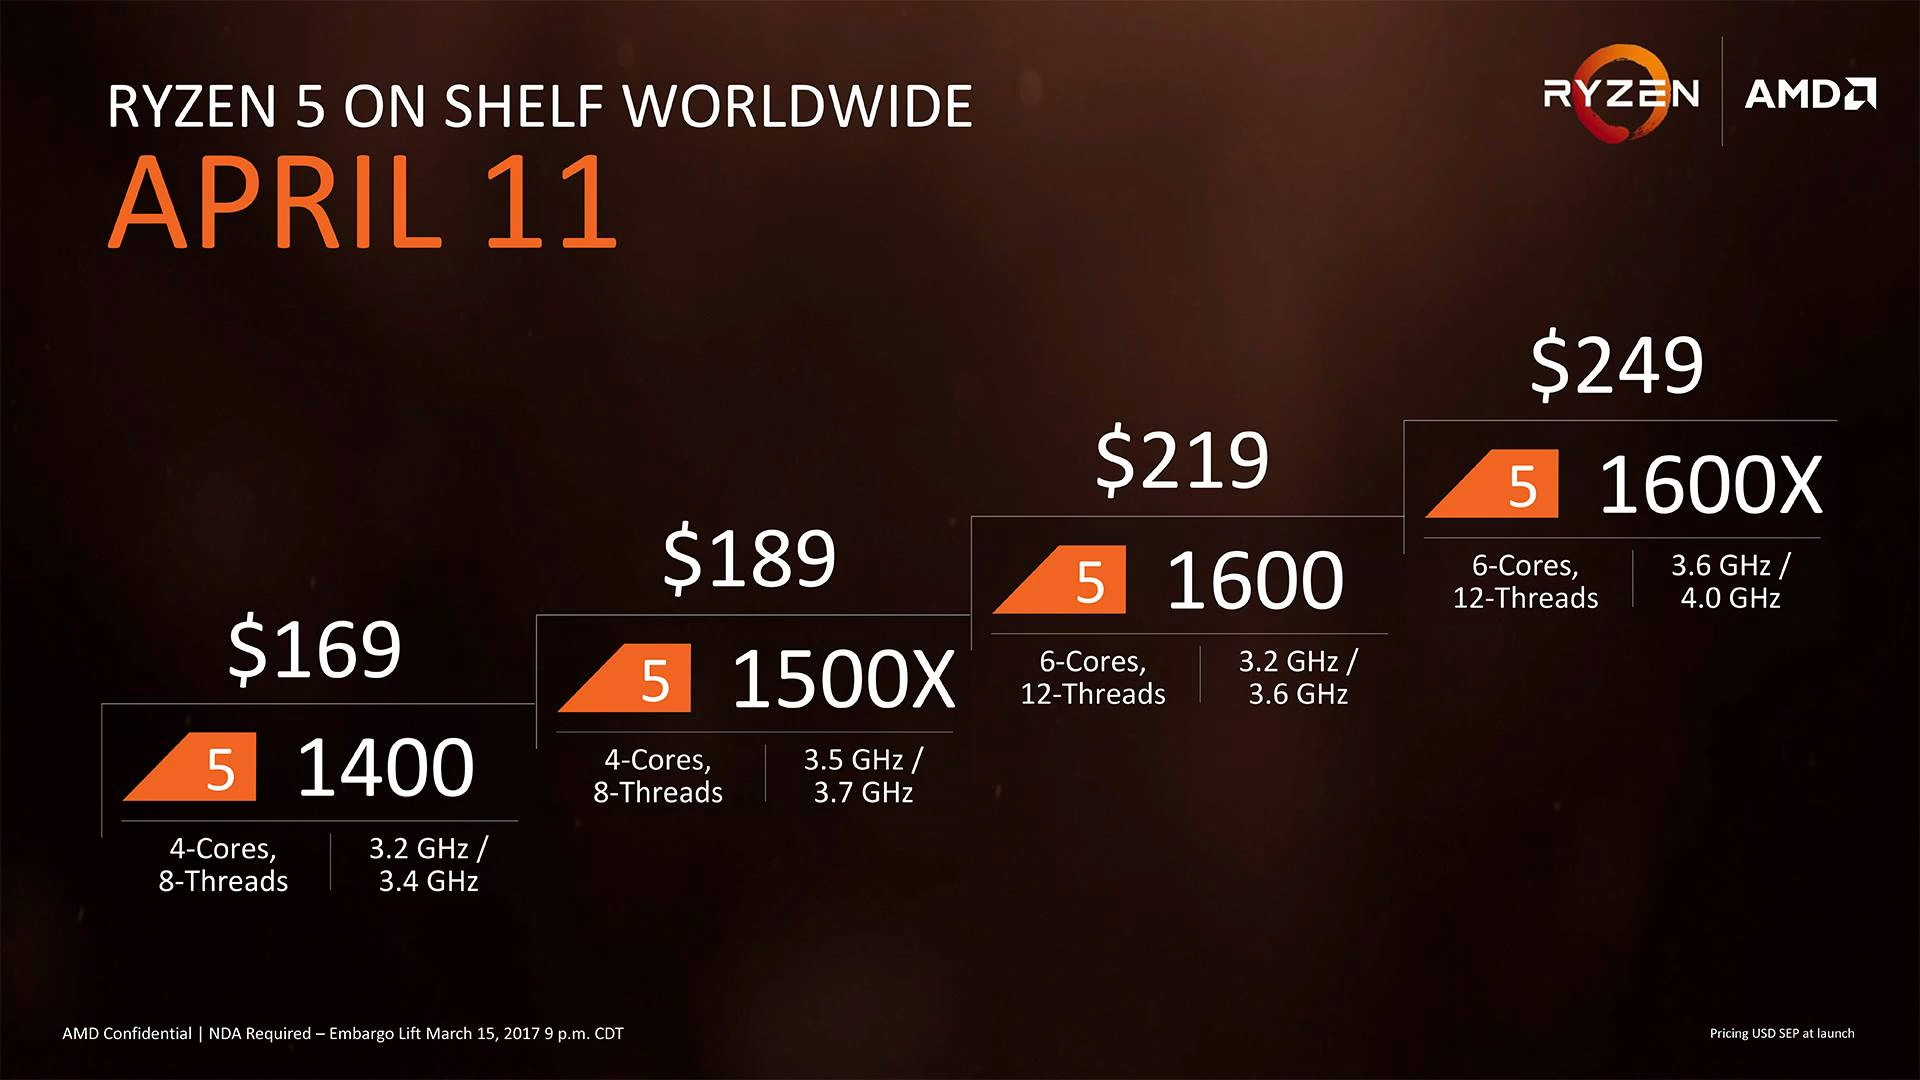 RYZEN 5 ON SHELF WORLDWIDE
APRIL 11
RYZEN
AMD
$169
5 1400
4-Cores,
8-Threads
3.2 GHz /
3.4 GHz
$189
5 1500X
4-Cores,
8-Threads
3.5 GHz /
3.7 GHz
$219
5 1600
6-Cores,
12-Threads
3.2 GHz /
3.6 GHz
$249
5 1600X
6-Cores,
12-Threads
3.6 GHz /
4.0 GHz
AMD Confidential | NDA Required – Embargo Lift March 15, 2017 9 p.m. CDT
Pricing USD SEP at launch